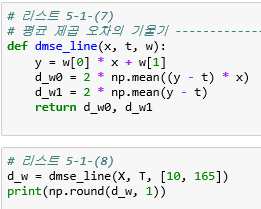 # 리스트 5-1-(7)
# 평균 제곱 오차의 기울기 ---------------
def dmse_line(x, t, w):
    y = w[0] * x + w[1]
    d_w0 = 2 * np.mean((y - t) * x)
    d_w1 = 2 * np.mean(y - t)
    return d_w0, d_w1
# 리스트 5-1-(8)
d_w = dmse_line(X, T, [10, 165])
print(np.round(d_w, 1))